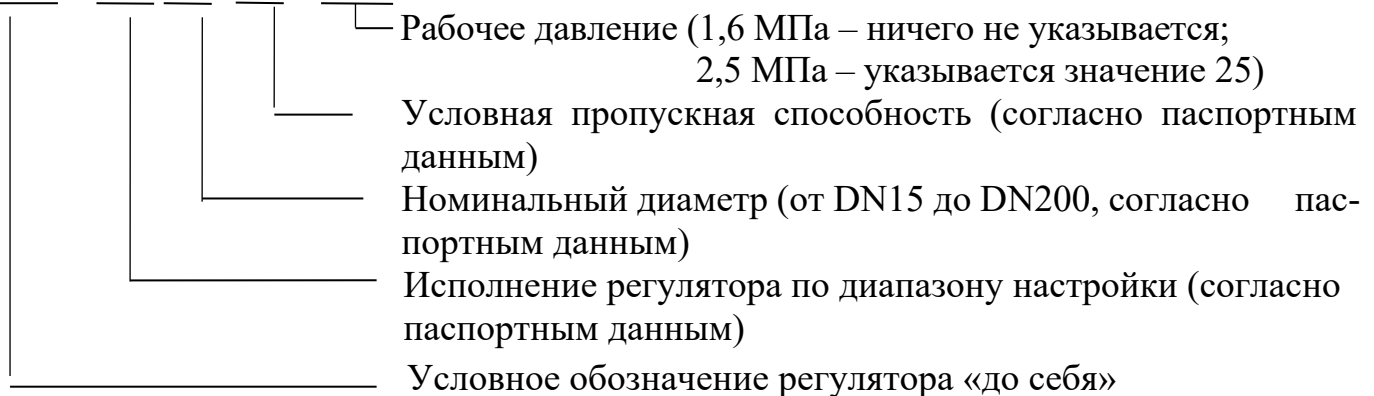 Рабочее давление (1,6 МПа – ничего не указывается;
2,5 МПа – указывается значение 25)
Условная пропускная способность (согласно паспортным
данным)
Номинальный диаметр (от DN15 до DN200, согласно пас-
портным данным)
Исполнение регулятора по диапазону настройки (согласно
паспортным данным)
Условное обозначение регулятора «до себя»